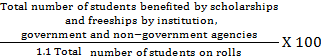 Total number of students benefited by scholarships
and freeships by institution,
government and non−government agencies
1.1 Total number of students on rolls
X 100